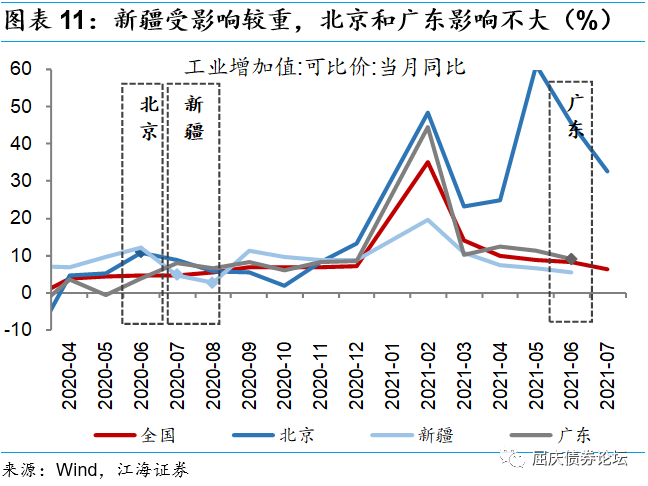 图表 11：新疆受影响较重，北京和广东影响不大（%）
工业增加值:可比价:当月同比
60
50
40
30
20
10
0
-10
北京
新疆
广东
2020-04
2020-05
2020-06
2020-07
2020-08
2020-09
2020-10
2020-11
2020-12
2021-01
2021-02
2021-03
2021-04
2021-05
2021-06
2021-07
全国
北京
新疆
广东
来源：Wind，江海证券
屈庆债券论坛